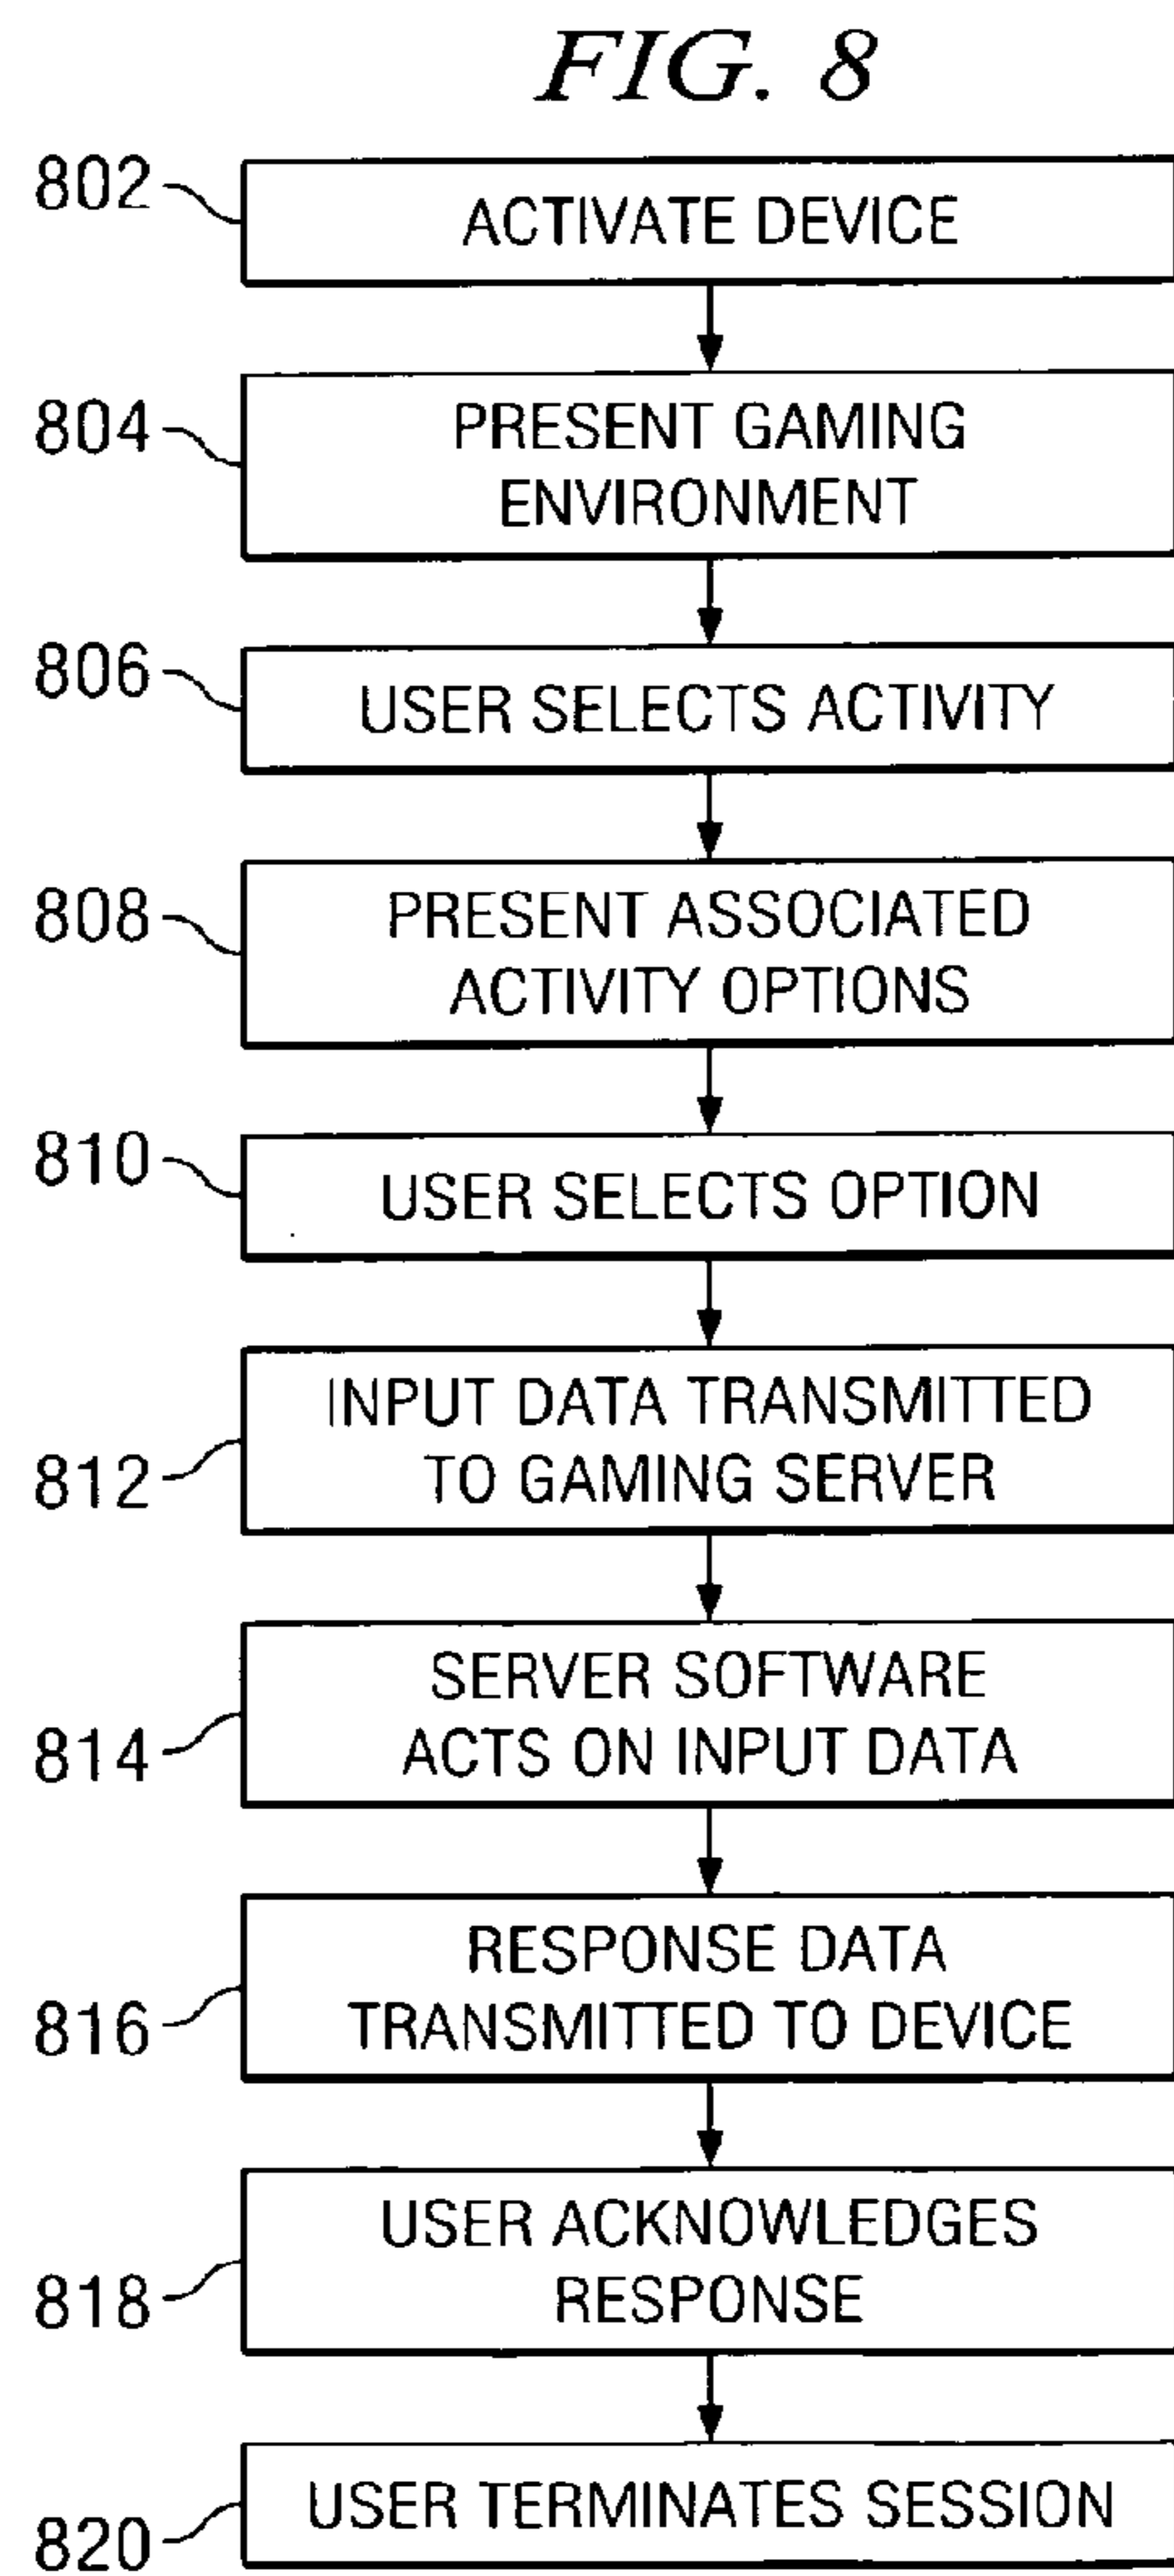 FIG. 8
802
ACTIVATE DEVICE
804
PRESENT GAMING
ENVIRONMENT
806
USER SELECTS ACTIVITY
808
PRESENT ASSOCIATED
ACTIVITY OPTIONS
810
USER SELECTS OPTION
812
INPUT DATA TRANSMITTED
TO GAMING SERVER
814
SERVER SOFTWARE
ACTS ON INPUT DATA
816
RESPONSE DATA
TRANSMITTED TO DEVICE
818
USER ACKNOWLEDGES
RESPONSE
820
USER TERMINATES SESSION